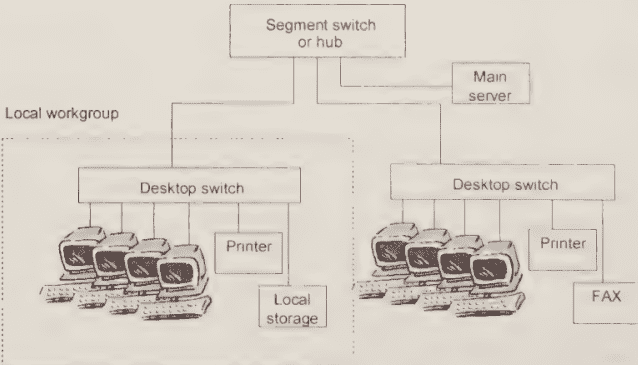 Segment switch
or hub
Main
server
Local workgroup
Desktop switch
Desktop switch
Printer
Local
storage
Printer
FAX